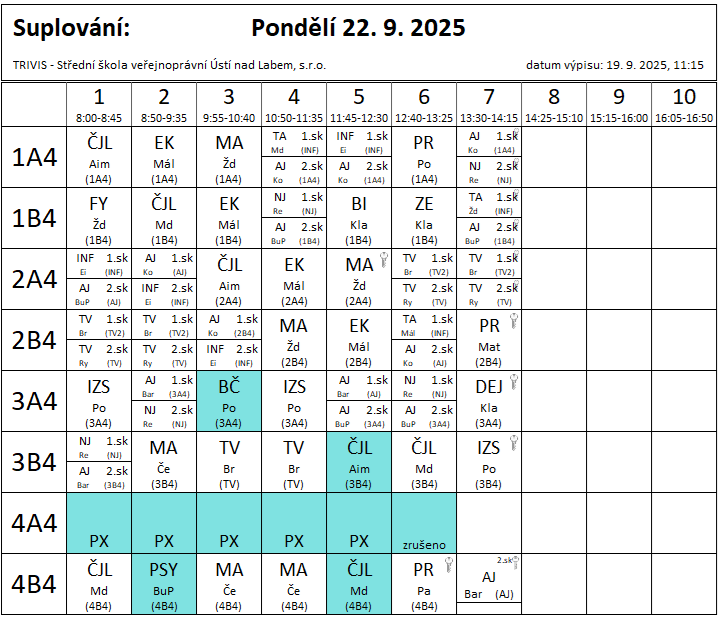 Suplování: Pondělí 22. 9. 2025
TRIVIS - Střední škola veřejnoprávní Ústí nad Labem, s.r.o. datum výpisu: 19. 9. 2025, 11:15
1 2 3 4 5 6 7 8 9 10
8:00-8:45 8:50-9:35 9:55-10:40 10:50-11:35 11:45-12:30 12:40-13:25 13:30-14:15 14:25-15:10 15:15-16:00 16:05-16:50
1A4
ČJL Aim (1A4)
EK Mál (1A4)
MA Žd (1A4)
TA 1.sk Md (INF)
AJ 2.sk Ko (1A4)
INF 1.sk Ei (INF)
AJ 2.sk Ko (1A4)
PR Po (1A4)
AJ 1.sk Ko (1A4)
NJ 2.sk Re (NJ)
1B4
FY Žd (1B4)
ČJL Md (1B4)
EK Mál (1B4)
NJ 1.sk Re (NJ)
AJ 2.sk BuP (1B4)
BI Kla (1B4)
ZE Kla (1B4)
TA 1.sk Žd (INF)
AJ 2.sk BuP (1B4)
2A4
INF 1.sk Ei (INF)
AJ 2.sk BuP (AJ)
AJ 1.sk Ko (AJ)
INF 2.sk Ei (INF)
ČJL Aim (2A4)
EK Mál (2A4)
MA Žd (2A4)
TV 1.sk Br (TV2)
TV 2.sk Ry (TV)
TV 1.sk Br (TV2)
TV 2.sk Ry (TV)
2B4
TV 1.sk Br (TV2)
TV 2.sk Ry (TV)
TV 1.sk Br (TV2)
TV 2.sk Ry (TV)
AJ 1.sk Ko (2B4)
INF 2.sk Ei (INF)
MA Žd (2B4)
EK Mál (2B4)
TA 1.sk Mál (INF)
AJ 2.sk Ko (AJ)
PR Mat (2B4)
3A4
IZS Po (3A4)
AJ 1.sk Bar (3A4)
NJ 2.sk Re (NJ)
BČ Po (3A4)
IZS Po (3A4)
AJ 1.sk Bar (AJ)
AJ 2.sk BuP (3A4)
NJ 1.sk Re (NJ)
AJ 2.sk BuP (3A4)
DEJ Kla (3A4)
3B4
NJ 1.sk Re (NJ)
AJ 2.sk Bar (3B4)
MA Če (3B4)
TV Br (TV)
TV Br (TV)
ČJL Aim (3B4)
ČJL Md (3B4)
IZS Po (3B4)
4A4
PX PX PX PX PX zrušeno
4B4
ČJL Md (4B4)
PSY BuP (4B4)
MA Če (4B4)
MA Če (4B4)
ČJL Md (4B4)
PR Pa (4B4)
2.sk AJ Bar (AJ)